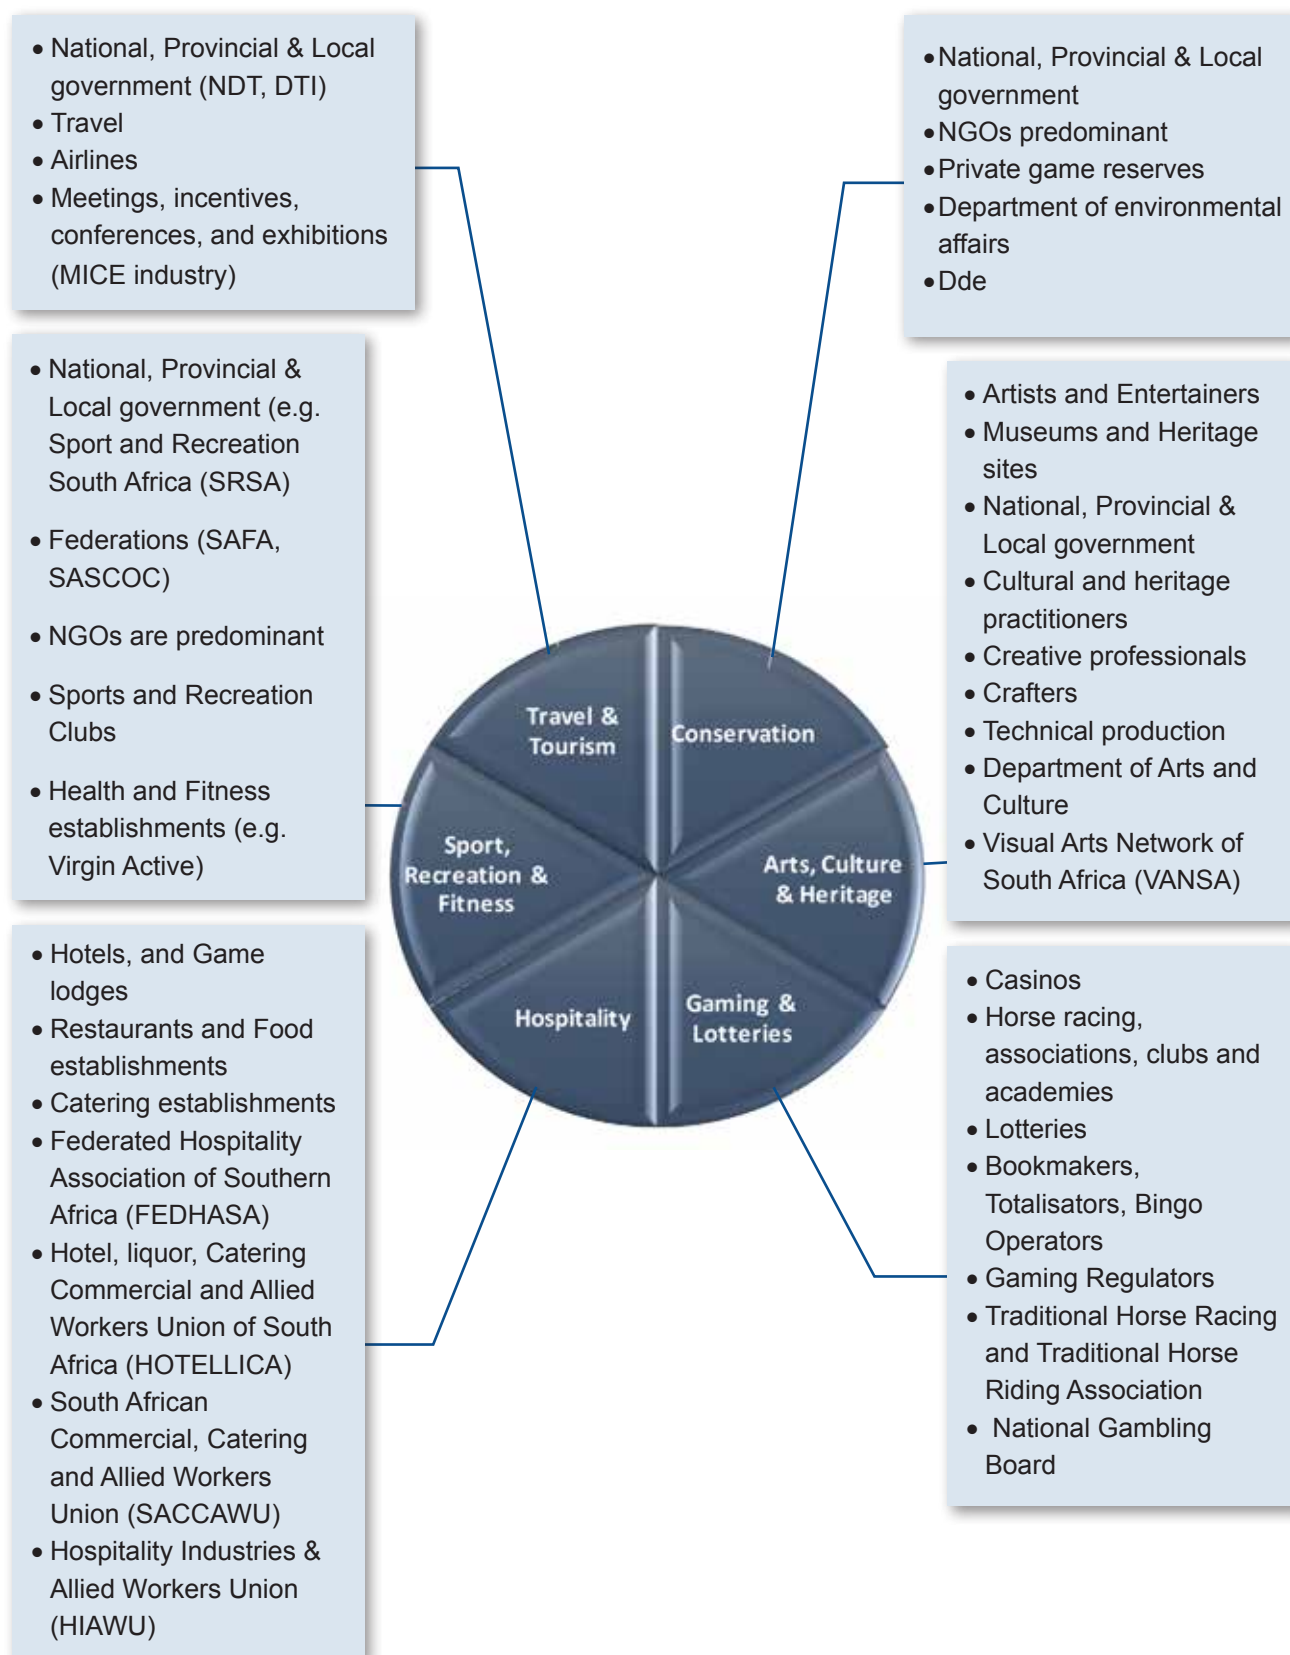 • National, Provincial & Local
government (NDT, DTI)
• Travel
• Airlines
• Meetings, incentives,
conferences, and exhibitions
(MICE industry)
• National, Provincial &
Local government (e.g.
Sport and Recreation
South Africa (SRSA)
• Federations (SAFA,
SASCOC)
• NGOs are predominant
• Sports and Recreation
Clubs
• Health and Fitness
establishments (e.g.
Virgin Active)
• Hotels, and Game
lodges
• Restaurants and Food
establishments
• Catering establishments
• Federated Hospitality
Association of Southern
Africa (FEDHASA)
• Hotel, liquor, Catering
Commercial and Allied
Workers Union of South
Africa (HOTELLICA)
• South African
Commercial, Catering
and Allied Workers
Union (SACCAWU)
• Hospitality Industries &
Allied Workers Union
(HIAWU)
Travel &
Tourism
Conservation
Sport,
Recreation &
Fitness
Arts, Culture
& Heritage
Hospitality
Gaming &
Lotteries
• National, Provincial & Local
government
• NGOs predominant
• Private game reserves
• Department of environmental
affairs
• Dde
• Artists and Entertainers
• Museums and Heritage
sites
• National, Provincial &
Local government
• Cultural and heritage
practitioners
• Creative professionals
• Crafters
• Technical production
• Department of Arts and
Culture
• Visual Arts Network of
South Africa (VANSA)
• Casinos
• Horse racing,
associations, clubs and
academies
• Lotteries
• Bookmakers,
Totalisators, Bingo
Operators
• Gaming Regulators
• Traditional Horse Racing
and Traditional Horse
Riding Association
• National Gambling
Board